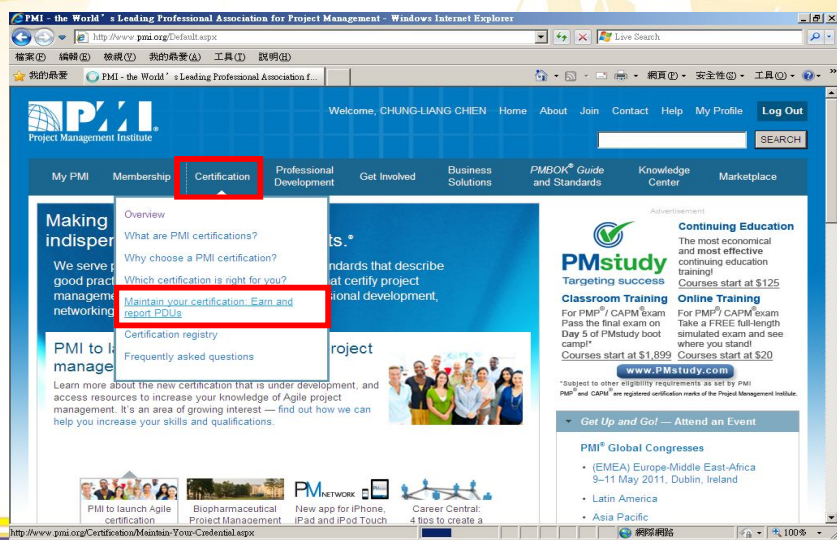 PMI - the World's Leading Professional Association for Project Management - Windows Internet Explorer
http://www.pmi.org/Default.aspx
Live Search
檔案(F) 編輯(E) 檢視(V) 我的最愛(A) 工具(T) 說明(H)
我的最愛 PMI - the World's Leading Professional Association f...
網頁(P) 安全性(S) 工具(O)
PMI®
Project Management Institute
Welcome, CHUNG-LIANG CHIEN Home About Join Contact Help My Profile Log Out
SEARCH
My PMI Membership Certification Professional Development Get Involved Business Solutions PMBOK® Guide and Standards Knowledge Center Marketplace
Overview
What are PMI certifications?
Why choose a PMI certification?
Which certification is right for you?
Maintain your certification: Earn and
report PDUs
Certification registry
Frequently asked questions
Making
indisper ts.®
We serve p ndards that describe
good pract at certify project
manageme ional development,
networking
PMI to l roject
manage
Learn more about the new certification that is under development, and
access resources to increase your knowledge of Agile project
management. It's an area of growing interest — find out how we can
help you increase your skills and qualifications.
PMI to launch Agile
certification
Biopharmaceutical
Project Management
PMNETWORK
New app for iPhone,
iPad and iPod Touch
Career Central:
4 tips to create a
Advertisement
PMstudy
Targeting success
Continuing Education
The most economical
and most effective
continuing education
training!
Courses start at $125
Classroom Training
For PMP®/ CAPM®exam
Pass the final exam on
Day 5 of PMstudy boot
camp!*
Courses start at $1,899
Online Training
For PMP®/ CAPM®exam
Take a FREE full-length
simulated exam and see
where you stand!
Courses start at $20
www.PMstudy.com
*Subject to other eligibility requirements as set by PMI
PMP® and CAPM® are registered certification marks of the Project Management Institute.
Get Up and Go! — Attend an Event
PMI® Global Congresses
• (EMEA) Europe-Middle East-Africa
9–11 May 2011, Dublin, Ireland
• Latin America
• Asia Pacific
http://www.pmi.org/Certification/Maintain-Your-Credential.aspx
網際網路
100%